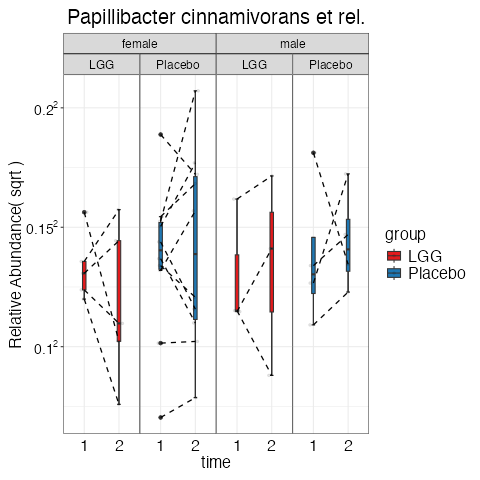 Papillibacter cinnamivorans et rel.
female male
LGG Placebo LGG Placebo
Relative Abundance( sqrt )
0.2²
0.15²
0.1²
1 2 1 2 1 2 1 2
time
group
LGG
Placebo